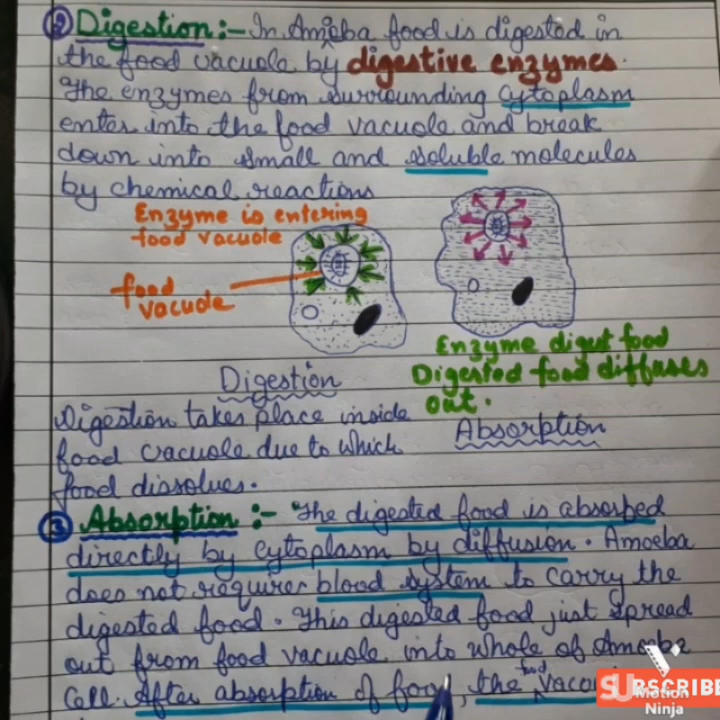 ② Digestion :- In Amoeba food is digested in
the food vacuole by digestive enzymes.
The enzymes from surrounding cytoplasm
enter into the food vacuole and break
down into small and soluble molecules
by chemical reactions
Enzyme is entering
food vacuole
food
vacuole
Digestion
Enzyme digest food
Digested food diffuses
out.
Absorption
Digestion takes place inside
food vacuole due to which
food dissolves.
③ Absorption :- The digested food is absorbed
directly by cytoplasm by diffusion. Amoeba
does not requires blood system to carry the
digested food. This digested food just spread
out from food vacuole into whole of Amoeba
Cell. After absorption of food, the food
SUBSCRIBE
Motion
Ninja